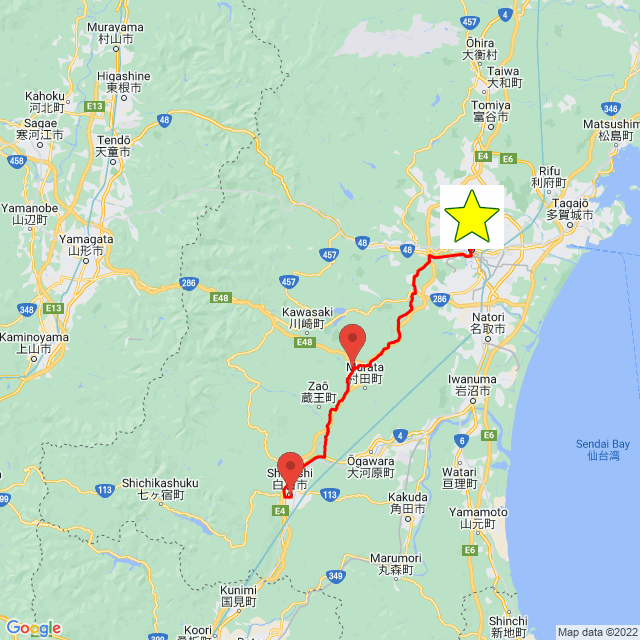 Murayama
村山市
Ōhira
大衡村
457
4
Taiwa
大和町
Higashine
東根市
Kahoku
河北町
E13
Tomiya
富谷市
346
Matsushim
松島町
48
Sagae
寒河江市
458
Tendō
天童市
E4
E6
Rifu
利府町
Tagajō
多賀城市
Yamanobe
山辺町
Yamagata
山形市
48
48
457
457
286
E48
286
E13
348
Kawasaki
川崎町
Natori
名取市
Kaminoyama
上山市
E48
Murata
村田町
Zaō
蔵王町
Iwanuma
岩沼市
4
E6
Sendai Bay
仙台湾
Ōgawara
大河原町
Watari
亘理町
Shichikashuku
七ヶ宿町
113
113
E4
Kakuda
角田市
Yamamoto
山元町
E6
Marumori
丸森町
349
Kunimi
国見町
Koori
桑折町
399
Shinchi
新地町
Google
Map data ©2022